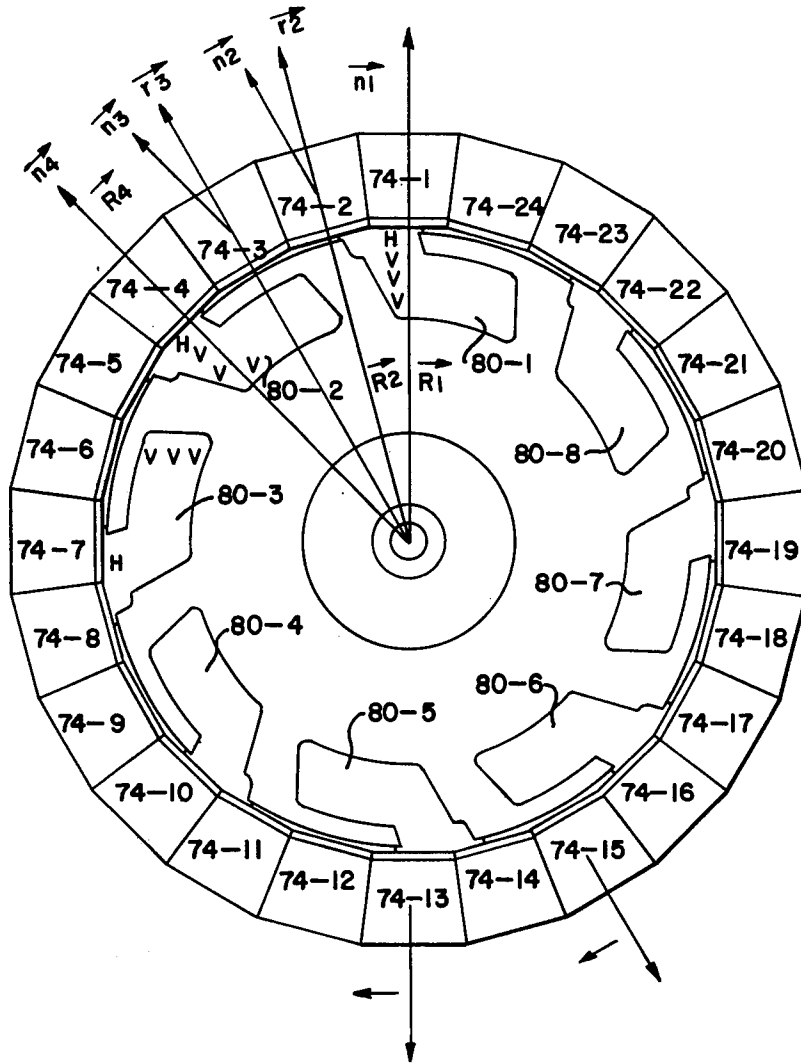 r2
n2
n1
r3
n3
n4
R4
74-1
74-2
74-24
74-3
74-23
74-4
74-22
74-5
74-21
74-6
74-20
74-7
74-19
74-8
74-18
74-9
74-17
74-10
74-16
74-11
74-15
74-12
74-14
74-13
H
V
V
V
H
V
V
V
80-2
R2
R1
80-1
80-8
V V V
80-3
H
80-7
80-4
80-6
80-5